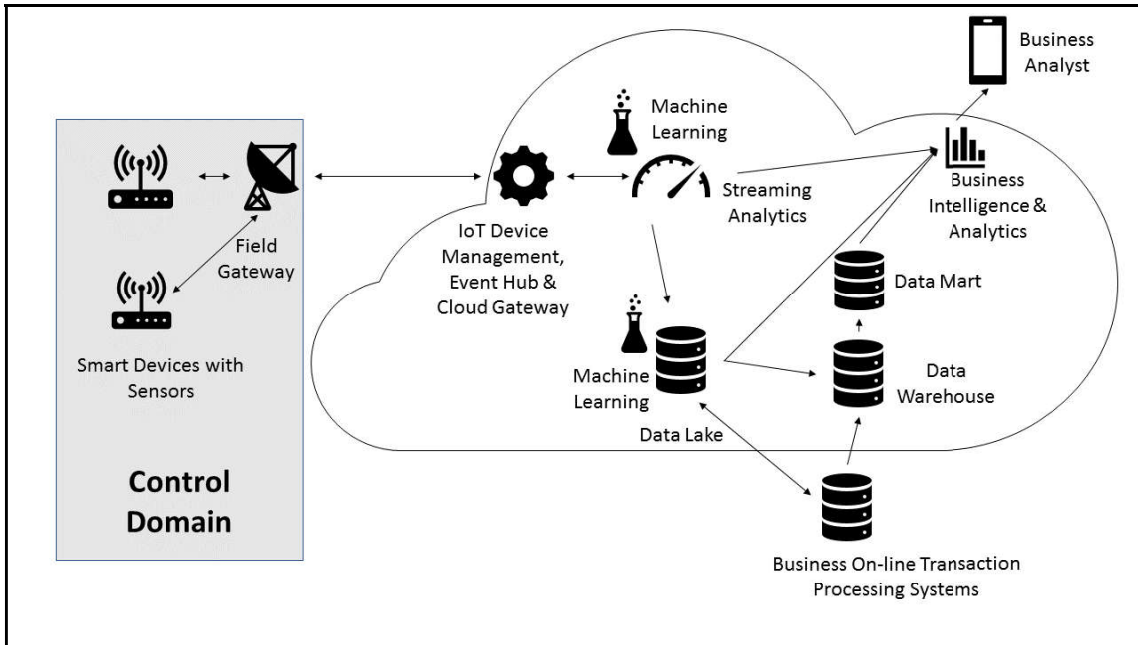 Business
Analyst
Machine
Learning
Streaming
Analytics
Business
Intelligence &
Analytics
Field
Gateway
IoT Device
Management,
Event Hub &
Cloud Gateway
Data Mart
Smart Devices with
Sensors
Machine
Learning
Data Lake
Data
Warehouse
Control
Domain
Business On-line Transaction
Processing Systems